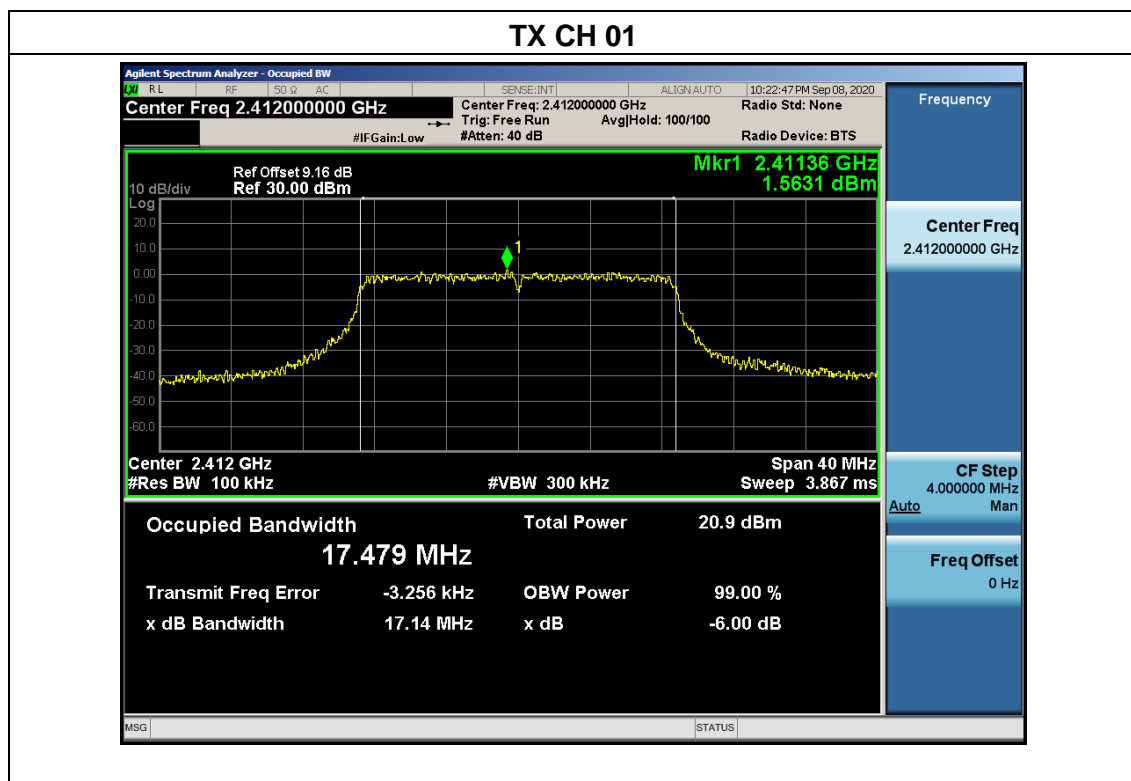 TX CH 01
Agilent Spectrum Analyzer - Occupied BW
LXI RL RF 50 Ω AC SENSE:INT ALIGN AUTO 10:22:47 PM Sep 08, 2020
Center Freq 2.412000000 GHz
Center Freq: 2.412000000 GHz Radio Std: None
Trig: Free Run Avg|Hold: 100/100
#IFGain:Low #Atten: 40 dB Radio Device: BTS
Mkr1 2.41136 GHz
1.5631 dBm
Ref Offset 9.16 dB
10 dB/div Ref 30.00 dBm
Log
20.0
10.0
0.00
-10.0
-20.0
-30.0
-40.0
-50.0
-60.0
1
Center 2.412 GHz Span 40 MHz
#Res BW 100 kHz #VBW 300 kHz Sweep 3.867 ms
Occupied Bandwidth Total Power 20.9 dBm
17.479 MHz
Transmit Freq Error -3.256 kHz OBW Power 99.00 %
x dB Bandwidth 17.14 MHz x dB -6.00 dB
MSG STATUS
Frequency
Center Freq
2.412000000 GHz
CF Step
4.000000 MHz
Auto Man
Freq Offset
0 Hz